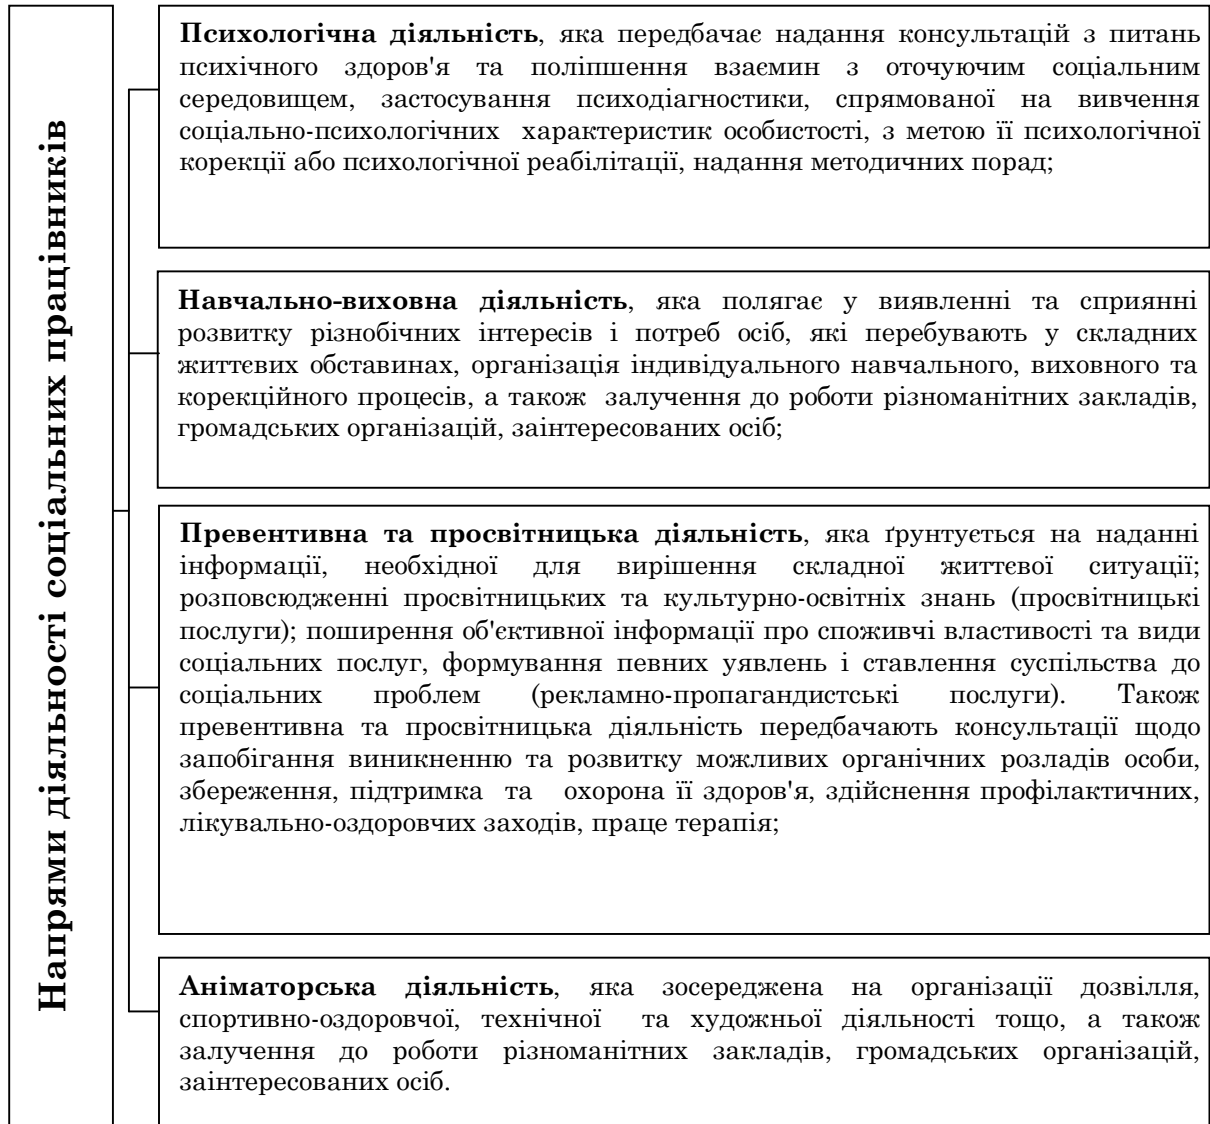 Напрями діяльності соціальних працівників
Психологічна діяльність, яка передбачає надання консультацій з питань
психічного здоров'я та поліпшення взаємин з оточуючим соціальним
середовищем, застосування психодіагностики, спрямованої на вивчення
соціально-психологічних характеристик особистості, з метою її психологічної
корекції або психологічної реабілітації, надання методичних порад;
Навчально-виховна діяльність, яка полягає у виявленні та сприянні
розвитку різнобічних інтересів і потреб осіб, які перебувають у складних
життєвих обставинах, організація індивідуального навчального, виховного та
корекційного процесів, а також залучення до роботи різноманітних закладів,
громадських організацій, заінтересованих осіб;
Превентивна та просвітницька діяльність, яка ґрунтується на наданні
інформації, необхідної для вирішення складної життєвої ситуації;
розповсюдженні просвітницьких та культурно-освітніх знань (просвітницькі
послуги); поширення об'єктивної інформації про споживчі властивості та види
соціальних послуг, формування певних уявлень і ставлення суспільства до
соціальних проблем (рекламно-пропагандистські послуги). Також
превентивна та просвітницька діяльність передбачають консультації щодо
запобігання виникненню та розвитку можливих органічних розладів особи,
збереження, підтримка та охорона її здоров'я, здійснення профілактичних,
лікувально-оздоровчих заходів, праце терапія;
Аніматорська діяльність, яка зосереджена на організації дозвілля,
спортивно-оздоровчої, технічної та художньої діяльності тощо, а також
залучення до роботи різноманітних закладів, громадських організацій,
заінтересованих осіб.